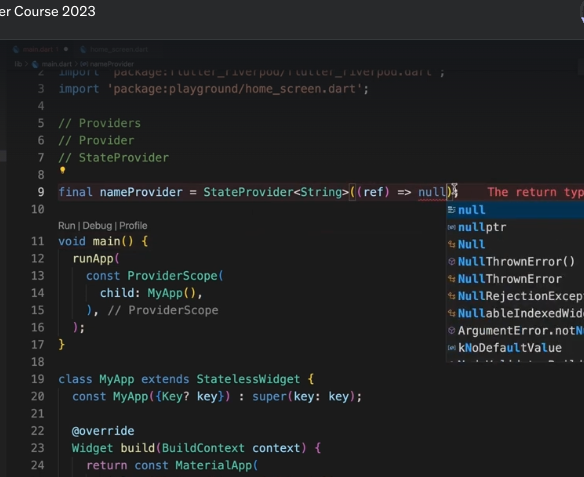 er Course 2023
main.dart
home_screen.dart
lib > main.dart > nameProvider
2 import 'package:flutter_riverpod/flutter_riverpod.dart';
3 import 'package:playground/home_screen.dart';
4
5 // Providers
6 // Provider
7 // StateProvider
8
9 final nameProvider = StateProvider<String>((ref) => null); The return typ
10
null
nullptr
Null
NullThrownError()
NullThrownError
NullRejectionExcep
NullableIndexedWid
ArgumentError.notN
kNoDefaultValue
Run | Debug | Profile
11 void main() {
12 runApp(
13 const ProviderScope(
14 child: MyApp(),
15 ), // ProviderScope
16 );
17 }
18
19 class MyApp extends StatelessWidget {
20 const MyApp({Key? key}) : super(key: key);
21
22 @override
23 Widget build(BuildContext context) {
24 return const MaterialApp(